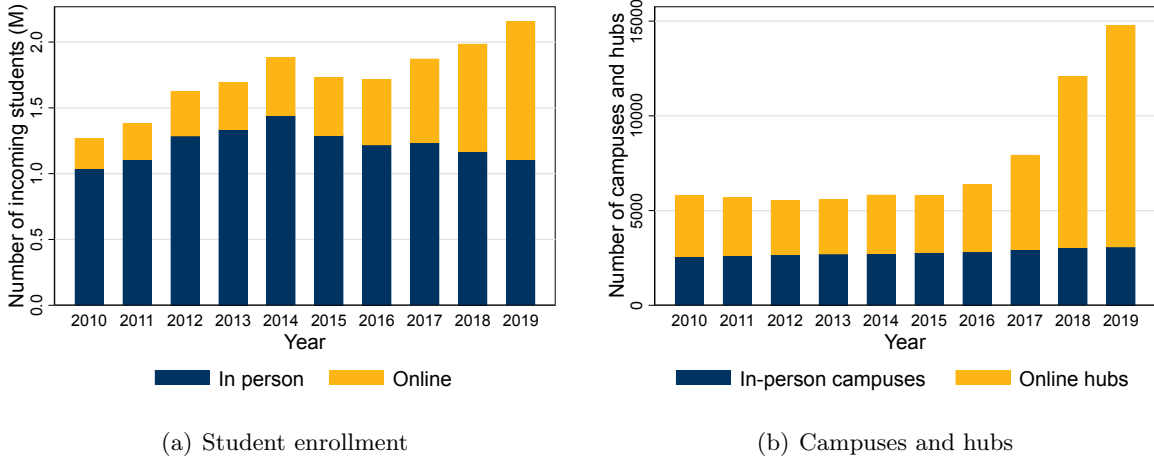 Number of incoming students (M)
0.0 0.5 1.0 1.5 2.0
2010 2011 2012 2013 2014 2015 2016 2017 2018 2019
Year
In person Online
(a) Student enrollment
Number of campuses and hubs
0 5000 10000 15000
2010 2011 2012 2013 2014 2015 2016 2017 2018 2019
Year
In-person campuses Online hubs
(b) Campuses and hubs